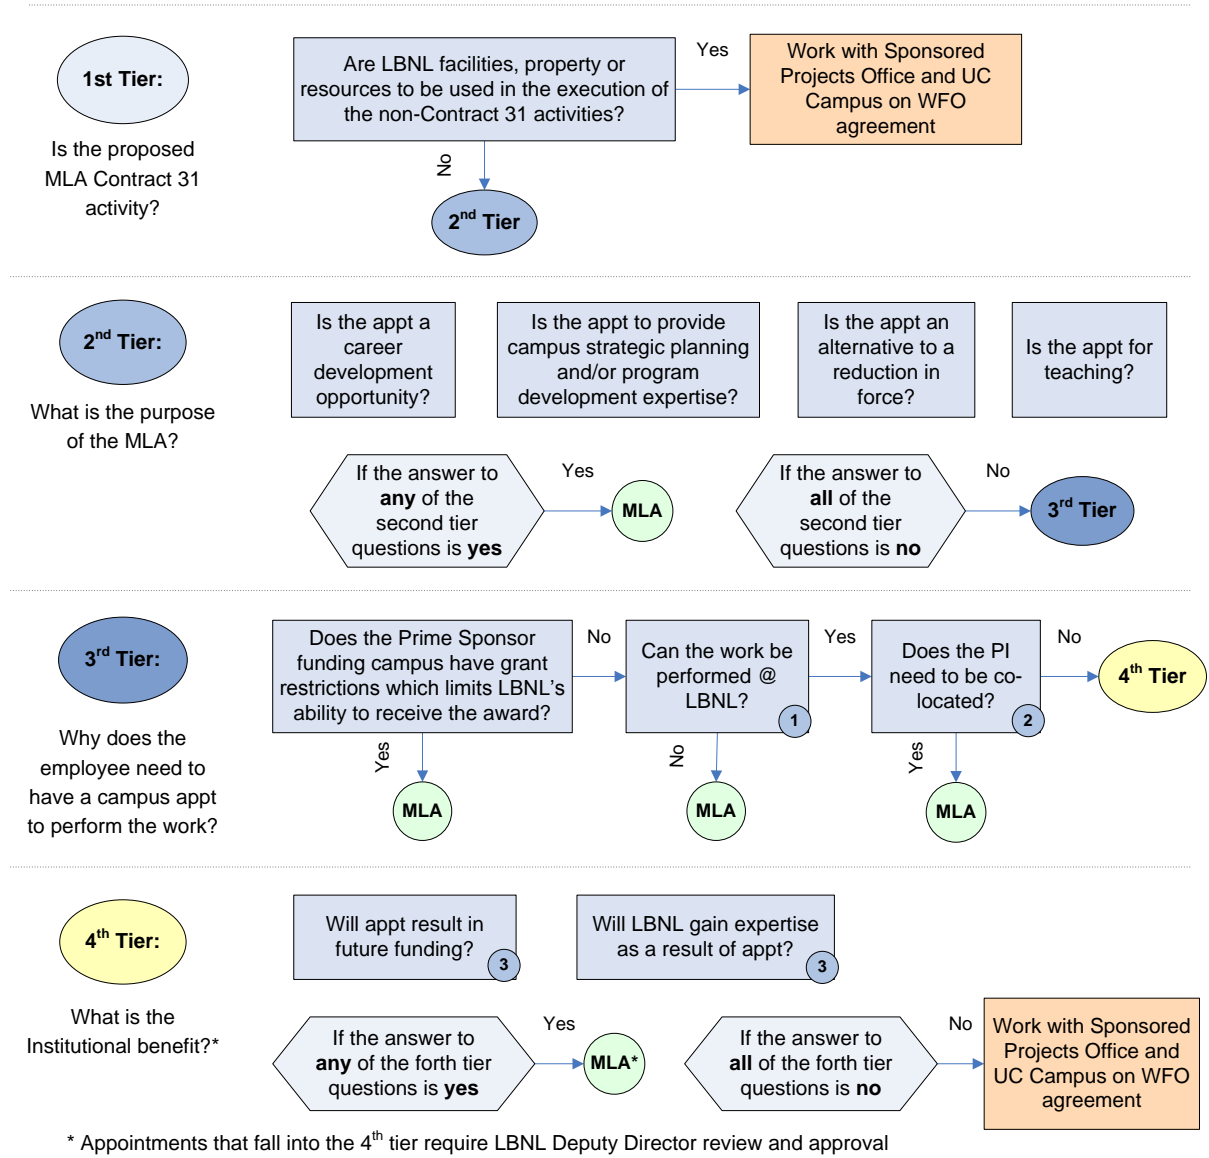 1st Tier:
Is the proposed
MLA Contract 31
activity?
Are LBNL facilities, property or
resources to be used in the execution of
the non-Contract 31 activities?
Yes
Work with Sponsored
Projects Office and UC
Campus on WFO
agreement
No
2nd Tier
2nd Tier:
What is the purpose
of the MLA?
Is the appt a
career
development
opportunity?
Is the appt to provide
campus strategic planning
and/or program
development expertise?
Is the appt an
alternative to a
reduction in
force?
Is the appt for
teaching?
If the answer to
any of the
second tier
questions is yes
Yes
MLA
If the answer to
all of the
second tier
questions is no
No
3rd Tier
3rd Tier:
Why does the
employee need to
have a campus appt
to perform the work?
Does the Prime Sponsor
funding campus have grant
restrictions which limits LBNL's
ability to receive the award?
No
Can the work be
performed @
LBNL?
1
Yes
Does the PI
need to be co-
located?
2
No
4th Tier
Yes
MLA
No
MLA
Yes
MLA
4th Tier:
What is the
Institutional benefit?*
Will appt result in
future funding?
3
Will LBNL gain expertise
as a result of appt?
3
If the answer to
any of the forth tier
questions is yes
Yes
MLA*
If the answer to
all of the forth tier
questions is no
No
Work with Sponsored
Projects Office and
UC Campus on WFO
agreement
* Appointments that fall into the 4th tier require LBNL Deputy Director review and approval